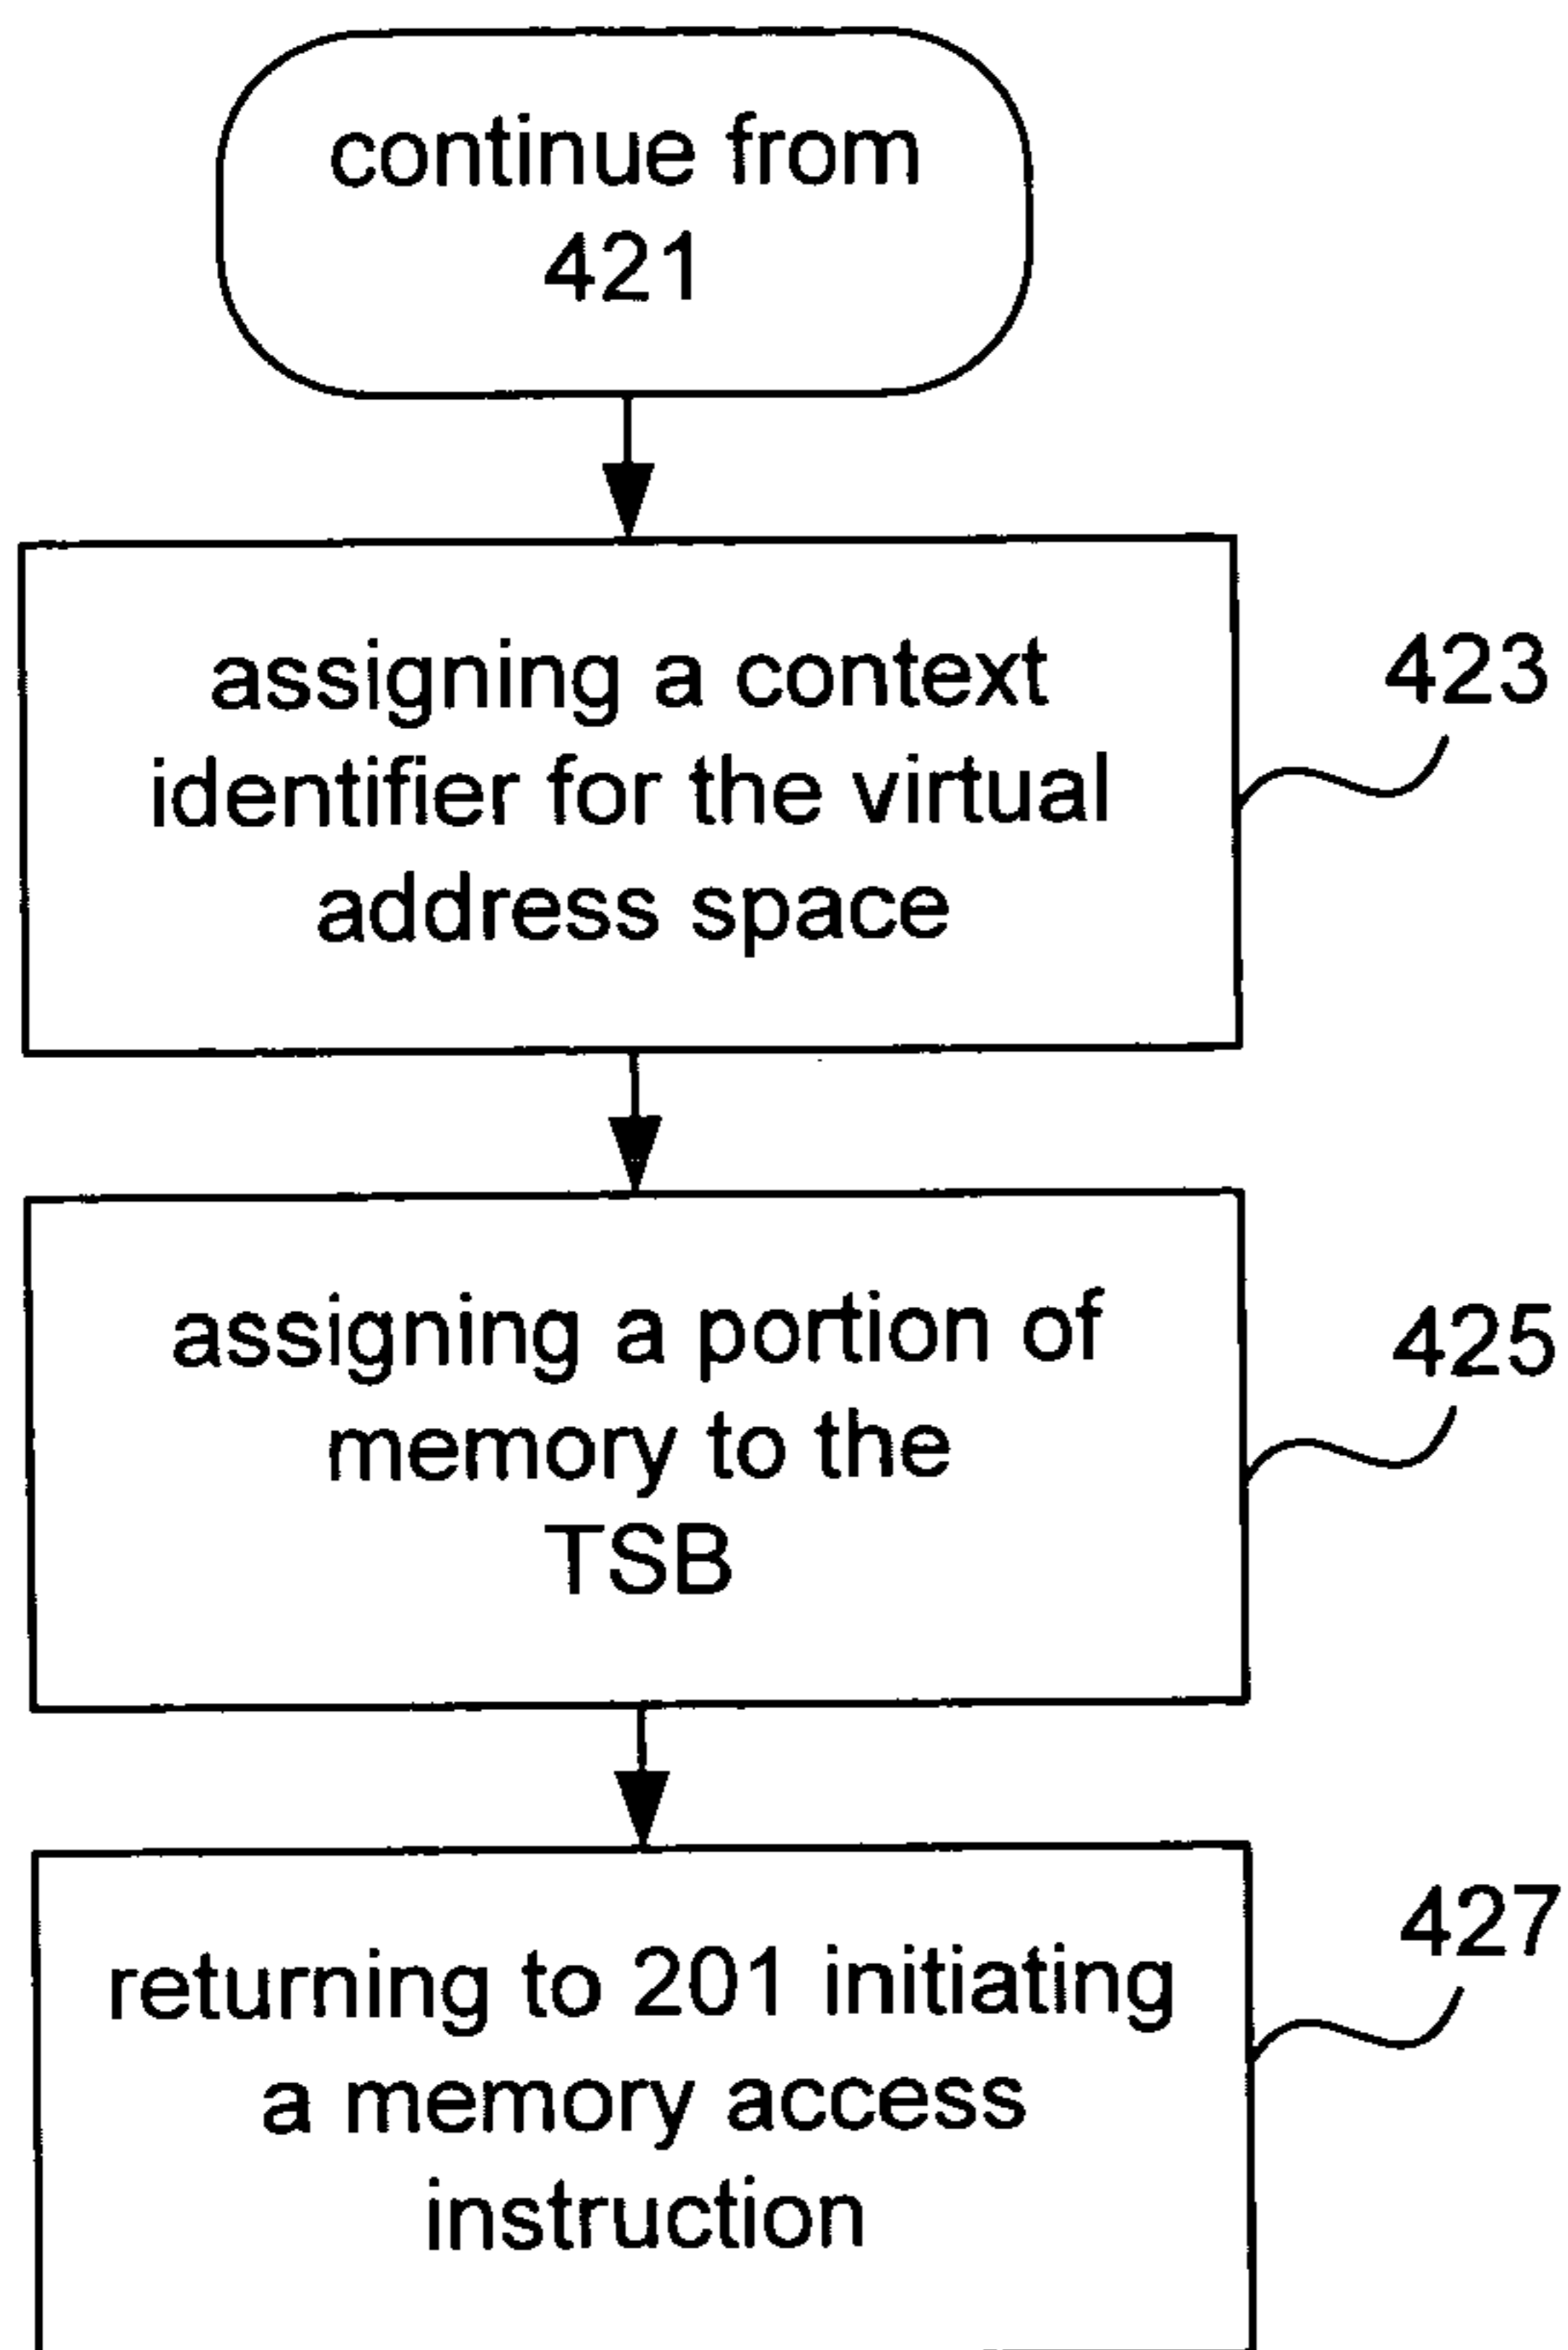 continue from
421
assigning a context
identifier for the virtual
address space
423
assigning a portion of
memory to the
TSB
425
returning to 201 initiating
a memory access
instruction
427